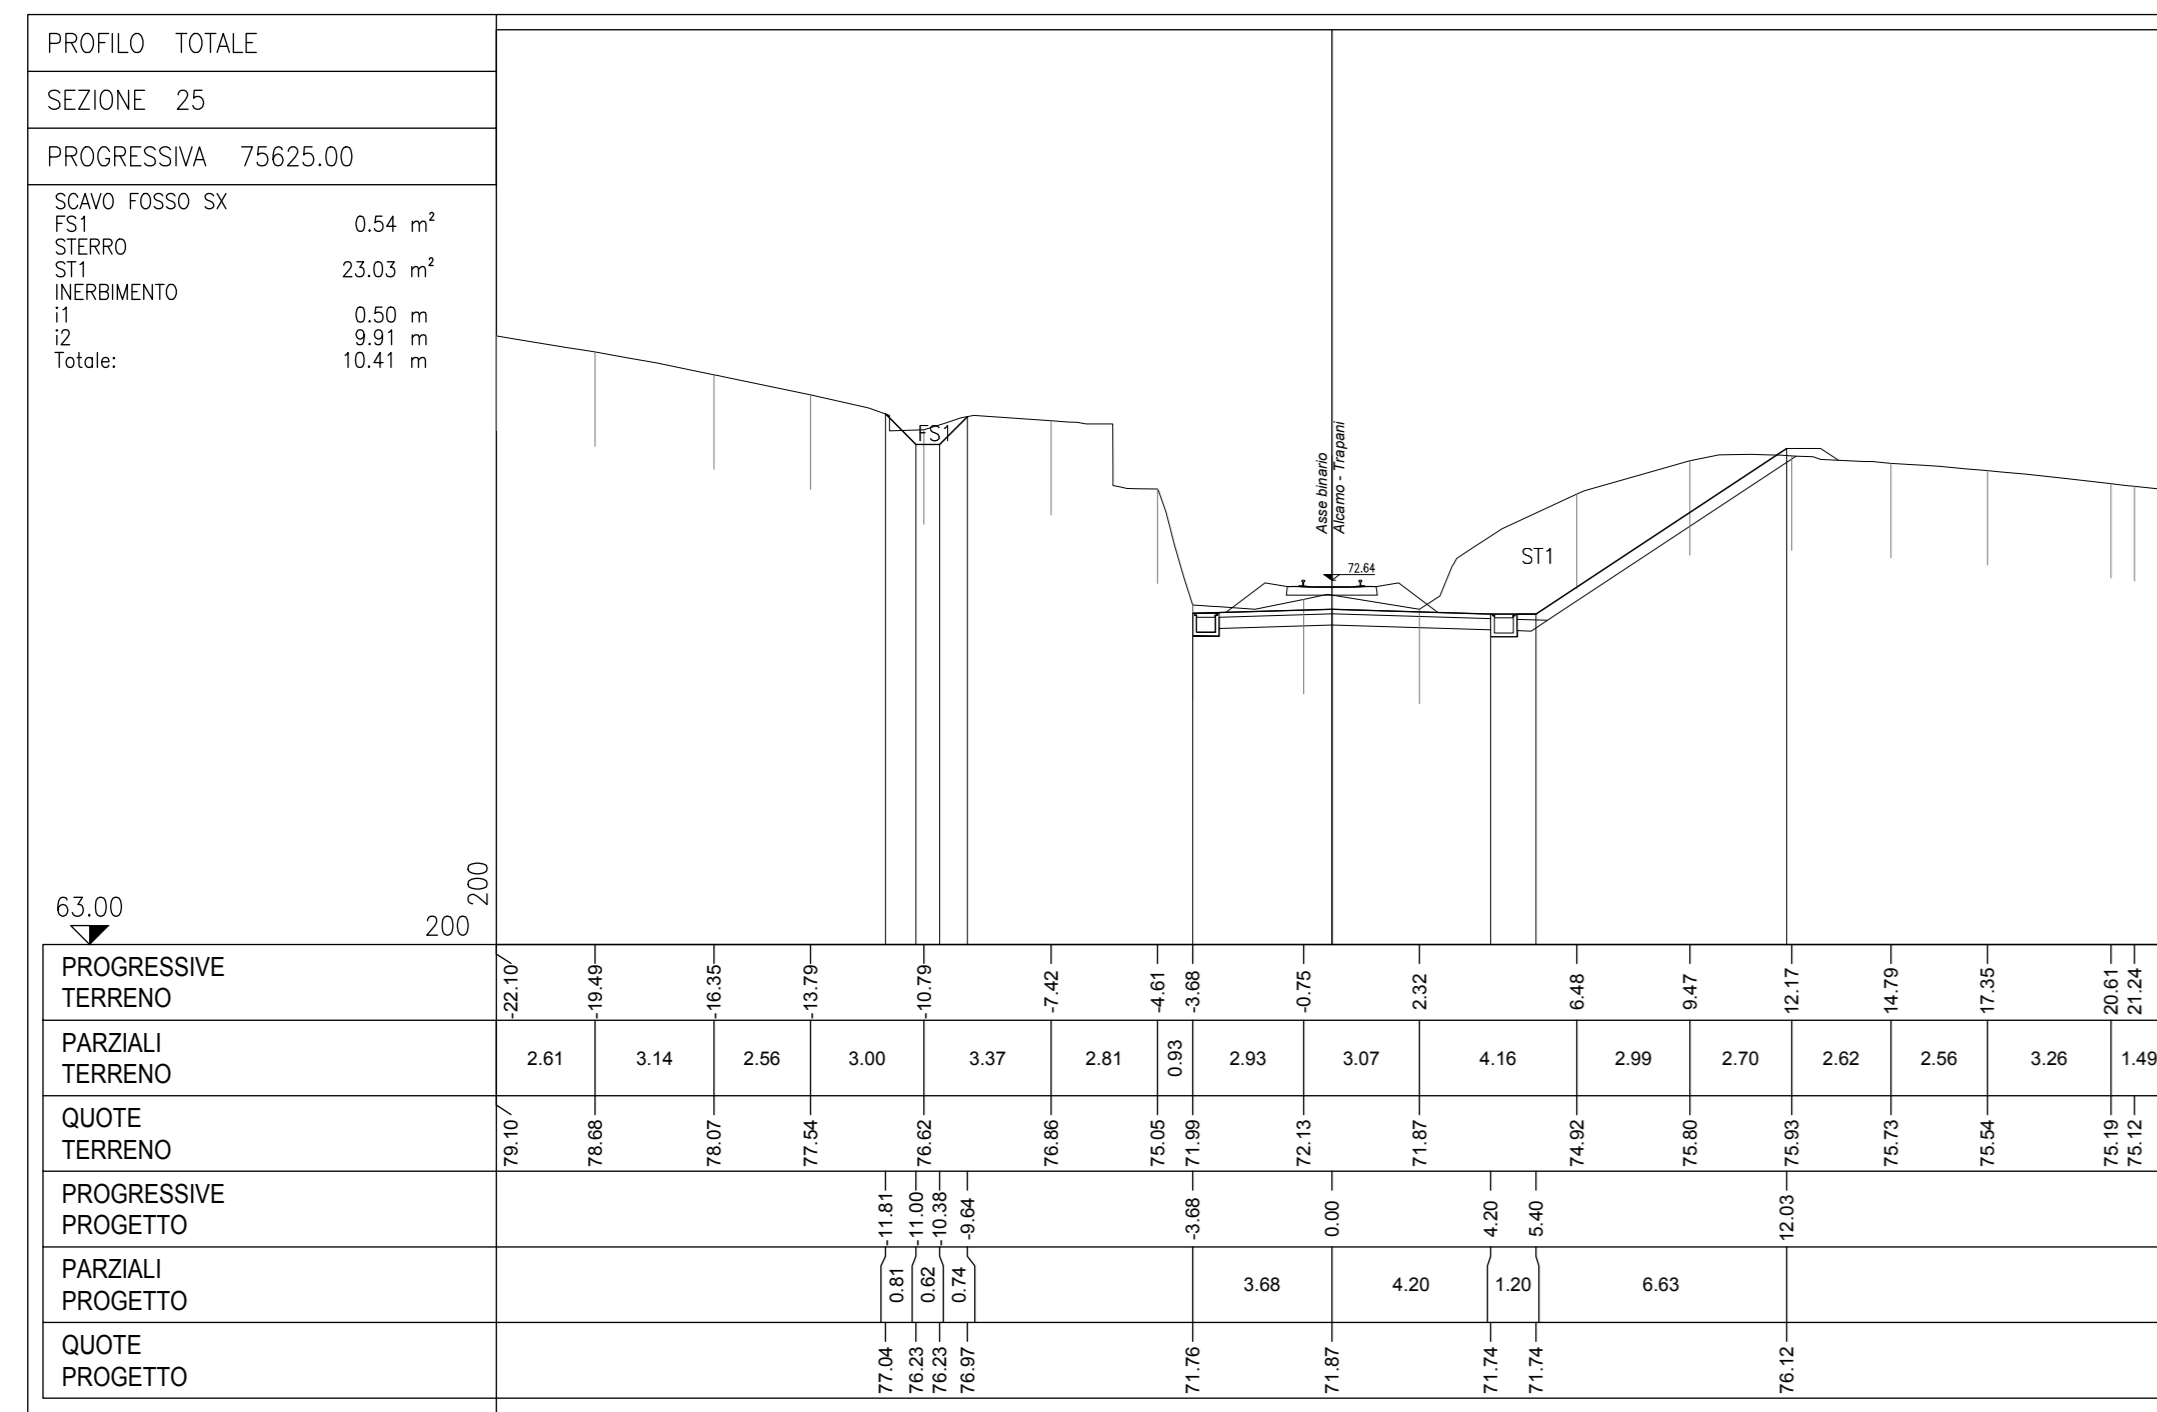 PROFILO TOTALE
SEZIONE 25
PROGRESSIVA 75625.00
SCAVO FOSSO SX
FS1 0.54 m²
STERRO
ST1 23.03 m²
INERBIMENTO
i1 0.50 m
i2 9.91 m
Totale: 10.41 m
FS1
Asse binario
Alcamo - Trapani
72.64
ST1
200
63.00
200
PROGRESSIVE
TERRENO
-22.10 -19.49 -16.35 -13.79 -10.79 -7.42 -4.61 -3.68 -0.75 2.32 6.48 9.47 12.17 14.79 17.35 20.61 21.24
PARZIALI
TERRENO
2.61 3.14 2.56 3.00 3.37 2.81 0.93 2.93 3.07 4.16 2.99 2.70 2.62 2.56 3.26 1.49
QUOTE
TERRENO
79.10 78.68 78.07 77.54 76.62 76.86 75.05 71.99 72.13 71.87 74.92 75.80 75.93 75.73 75.54 75.19 75.12
PROGRESSIVE
PROGETTO
-11.81 -11.00 -10.38 -9.64 -3.68 0.00 4.20 5.40 12.03
PARZIALI
PROGETTO
0.81 0.62 0.74 3.68 4.20 1.20 6.63
QUOTE
PROGETTO
77.04 76.23 76.23 76.97 71.76 71.87 71.74 71.74 76.12